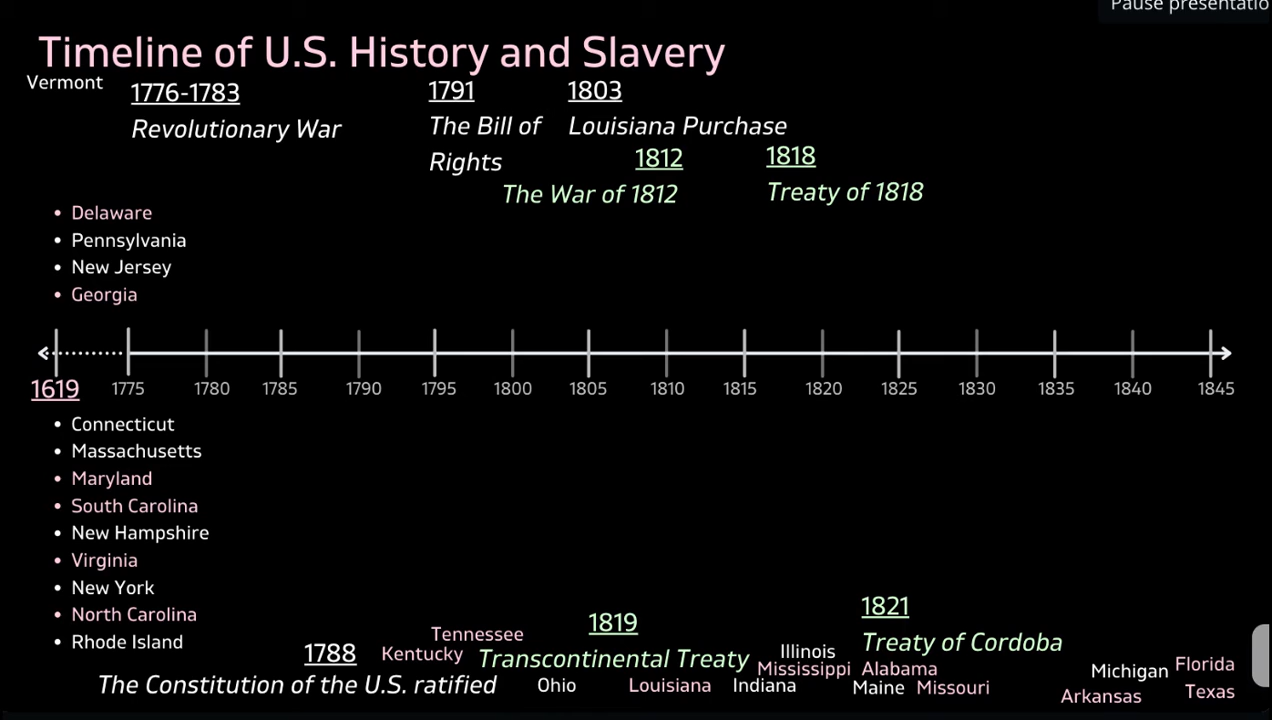 Pause presentatio
Timeline of U.S. History and Slavery
Vermont
1776-1783
Revolutionary War
1791
The Bill of
Rights
1803
Louisiana Purchase
1812
The War of 1812
1818
Treaty of 1818
• Delaware
• Pennsylvania
• New Jersey
• Georgia
1619 1775 1780 1785 1790 1795 1800 1805 1810 1815 1820 1825 1830 1835 1840 1845
• Connecticut
• Massachusetts
• Maryland
• South Carolina
• New Hampshire
• Virginia
• New York
• North Carolina
• Rhode Island
1788
The Constitution of the U.S. ratified
Tennessee
Kentucky
1819
Transcontinental Treaty
Ohio
Louisiana
Illinois
Mississippi
Indiana
1821
Treaty of Cordoba
Alabama
Maine
Missouri
Michigan
Arkansas
Florida
Texas